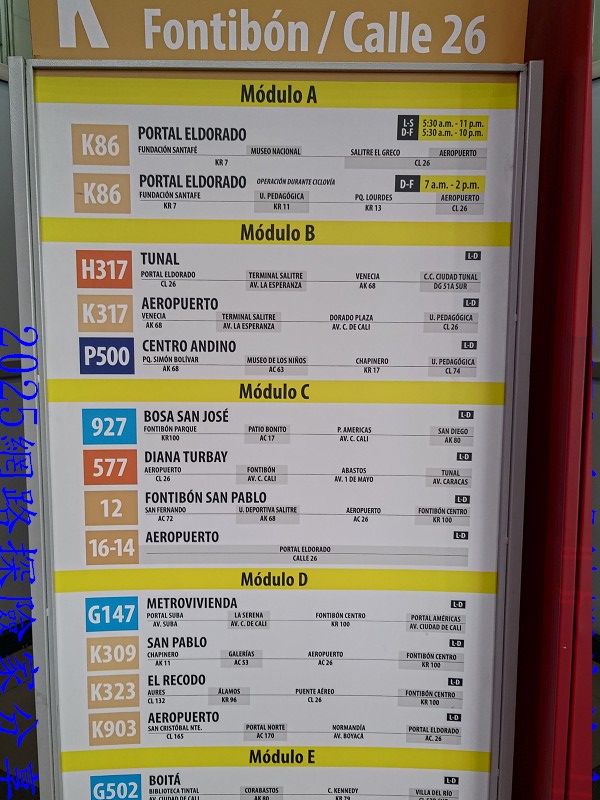 K
Fontibón / Calle 26
Módulo A
K86 PORTAL ELDORADO L-S 5:30 a.m. - 11 p.m.
D-F 5:30 a.m. - 10 p.m.
FUNDACIÓN SANTAFÉ MUSEO NACIONAL SALITRE EL GRECO AEROPUERTO
KR 7 CL 26
K86 PORTAL ELDORADO OPERACIÓN DURANTE CICLOVÍA D-F 7 a.m. - 2 p.m.
FUNDACIÓN SANTAFE U. PEDAGÓGICA PQ. LOURDES AEROPUERTO
KR 7 KR 11 KR 13 CL 26
Módulo B
H317 TUNAL L-D
PORTAL ELDORADO TERMINAL SALITRE VENECIA C.C. CIUDAD TUNAL
CL 26 AV. LA ESPERANZA AK 68 DG 51A SUR
K317 AEROPUERTO L-D
VENECIA TERMINAL SALITRE DORADO PLAZA U. PEDAGÓGICA
AK 68 AV. LA ESPERANZA AV. C. DE CALI CL 26
P500 CENTRO ANDINO L-D
PQ. SIMÓN BOLÍVAR MUSEO DE LOS NIÑOS CHAPINERO U. PEDAGÓGICA
AK 68 AC 63 KR 17 CL 74
Módulo C
927 BOSA SAN JOSÉ L-D
FONTIBÓN PARQUE PATIO BONITO P. AMERICAS SAN DIEGO
KR100 AC 17 AV. C. CALI AK 80
577 DIANA TURBAY L-D
AEROPUERTO FONTIBÓN ABASTOS TUNAL
CL 26 AV. C. CALI AV. 1 DE MAYO AV. CARACAS
12 FONTIBÓN SAN PABLO L-D
SAN FERNANDO U. DEPORTIVA SALITRE AEROPUERTO FONTIBÓN CENTRO
AC 72 AK 68 AC 26 KR 100
16-14 AEROPUERTO L-D
PORTAL ELDORADO
CALLE 26
Módulo D
G147 METROVIVIENDA L-D
PORTAL SUBA LA SERENA FONTIBÓN CENTRO PORTAL AMÉRICAS
AV. SUBA AV. C. DE CALI KR 100 AV. CIUDAD DE CALI
K309 SAN PABLO L-D
CHAPINERO GALERÍAS AEROPUERTO FONTIBÓN CENTRO
AK 11 AC 53 AC 26 KR 100
K323 EL RECODO L-D
AURES ÁLAMOS PUENTE AÉREO FONTIBÓN CENTRO
CL 132 KR 96 CL 26 KR 100
K903 AEROPUERTO L-D
SAN CRISTÓBAL NTE. PORTAL NORTE NORMANDÍA PORTAL ELDORADO
CL 165 AC 170 AV. BOYACÁ AC. 26
Módulo E
G502 BOITÁ L-D
BIBLIOTECA TINTAL CORABASTOS C. KENNEDY VILLA DEL RÍO
AV. CIUDAD DE CALI AK 80 KR 79
2025網路探險家分享